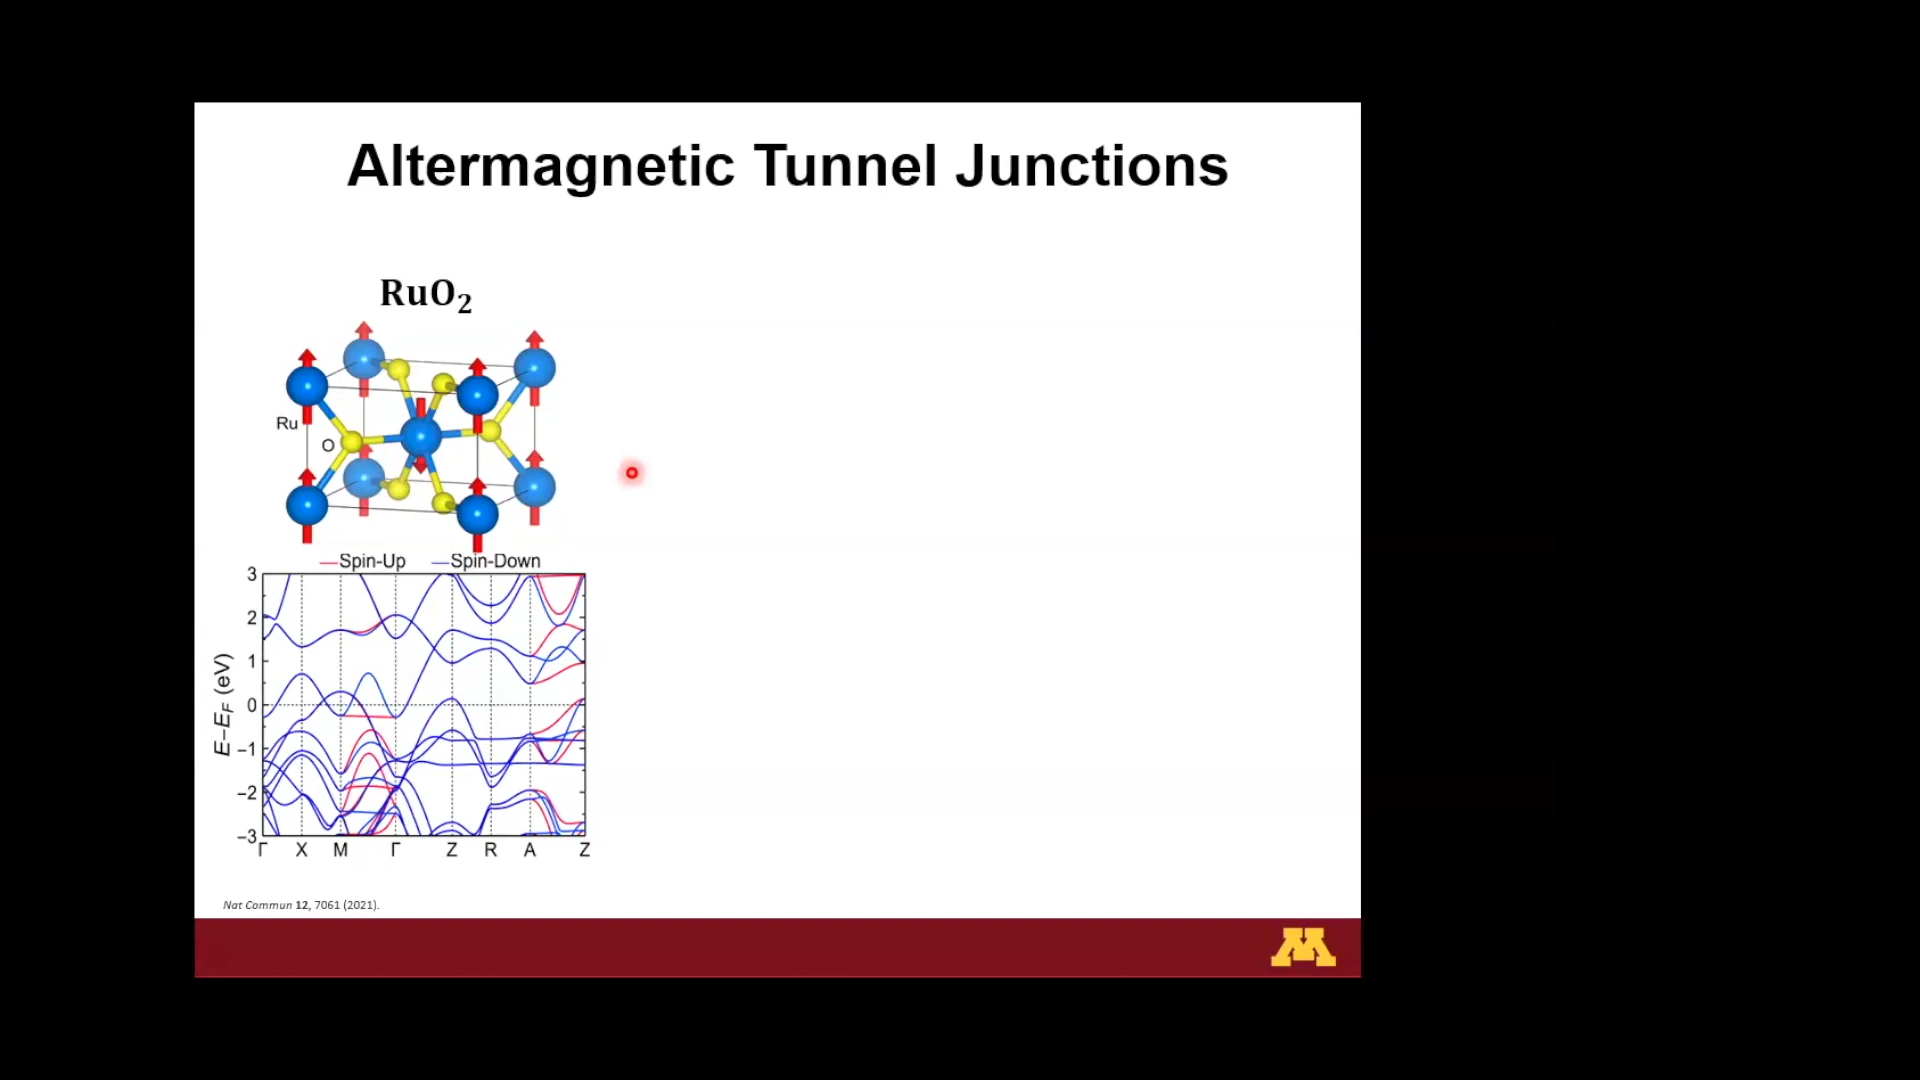 Altermagnetic Tunnel Junctions
RuO₂
Ru
O
Spin-Up Spin-Down
3
2
1
0
−1
−2
−3
E−E_F (eV)
Γ X M Γ Z R A Z
Nat Commun 12, 7061 (2021).
M